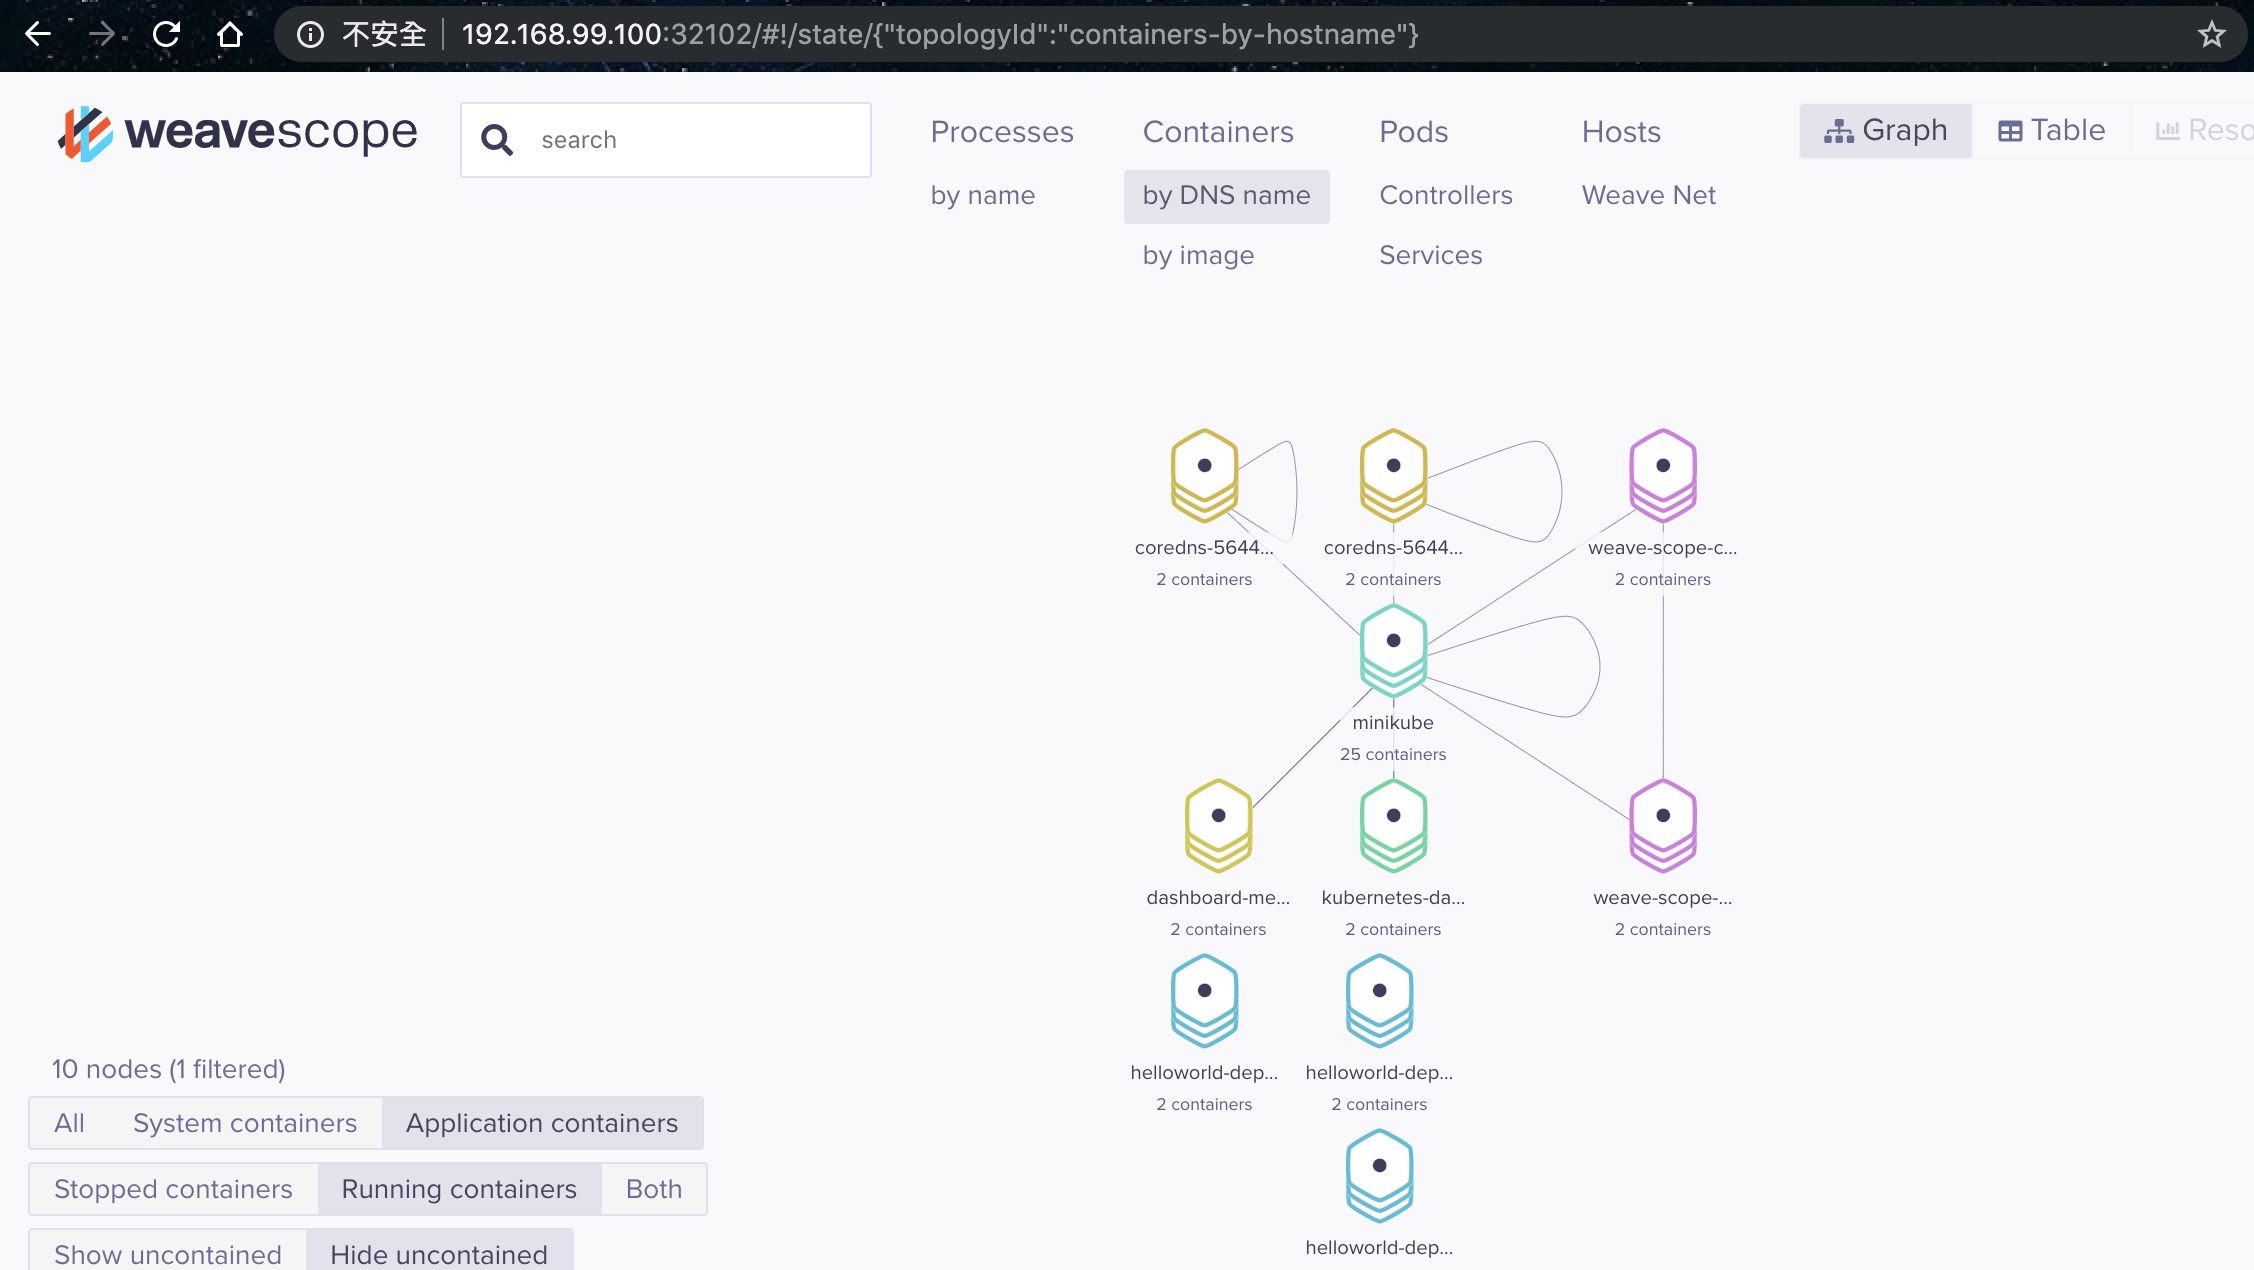 不安全 192.168.99.100:32102/#!/state/{"topologyId":"containers-by-hostname"}
weavescope
search
Processes Containers Pods Hosts
Graph Table Reso
by name by DNS name Controllers Weave Net
by image Services
coredns-5644... coredns-5644... weave-scope-c...
2 containers 2 containers 2 containers
minikube
25 containers
dashboard-me... kubernetes-da... weave-scope-...
2 containers 2 containers 2 containers
helloworld-dep... helloworld-dep...
2 containers 2 containers
helloworld-dep...
10 nodes (1 filtered)
All System containers Application containers
Stopped containers Running containers Both
Show uncontained Hide uncontained